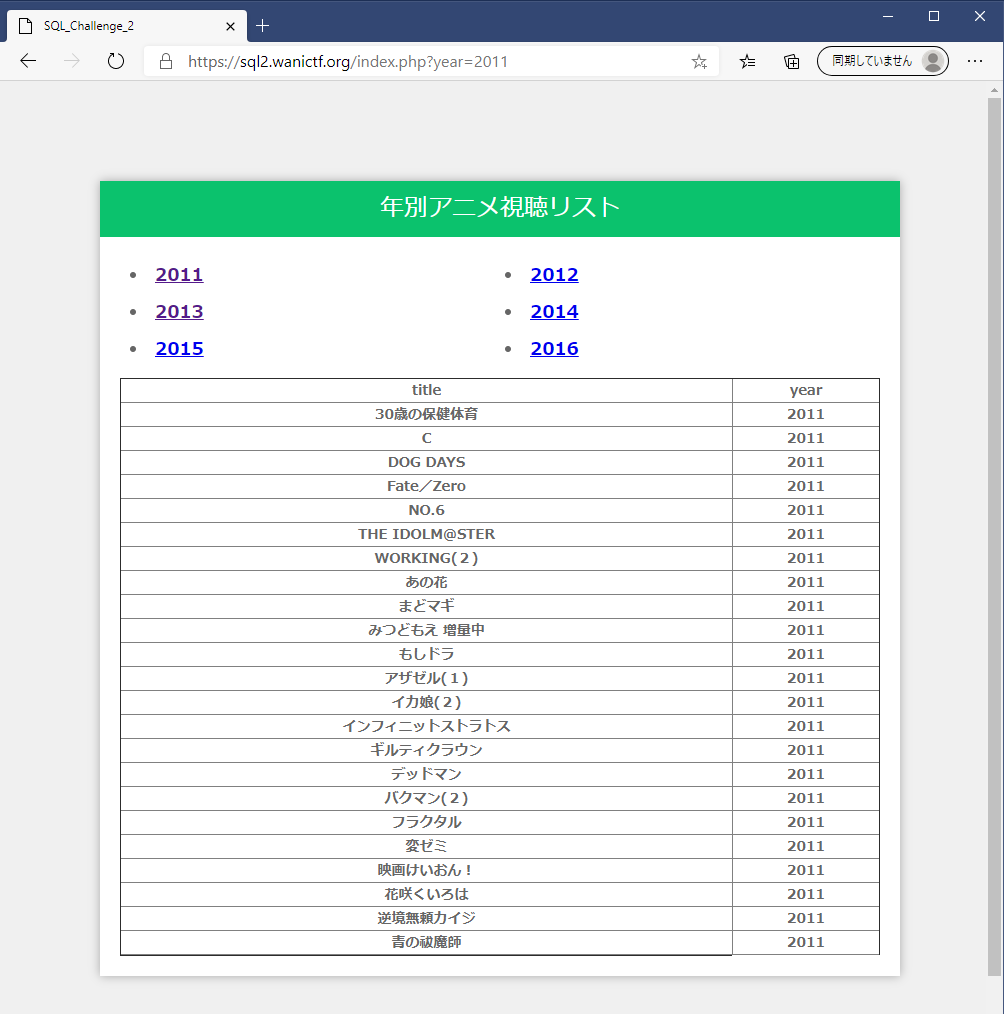 SQL_Challenge_2
https://sql2.wanictf.org/index.php?year=2011
同期していません
年別アニメ視聴リスト
2011 2012
2013 2014
2015 2016
title year
30歳の保健体育 2011
C 2011
DOG DAYS 2011
Fate／Zero 2011
NO.6 2011
THE IDOLM@STER 2011
WORKING(２) 2011
あの花 2011
まどマギ 2011
みつどもえ 増量中 2011
もしドラ 2011
アザゼル(１) 2011
イカ娘(２) 2011
インフィニットストラトス 2011
ギルティクラウン 2011
デッドマン 2011
バクマン(２) 2011
フラクタル 2011
変ゼミ 2011
映画けいおん！ 2011
花咲くいろは 2011
逆境無頼カイジ 2011
青の祓魔師 2011